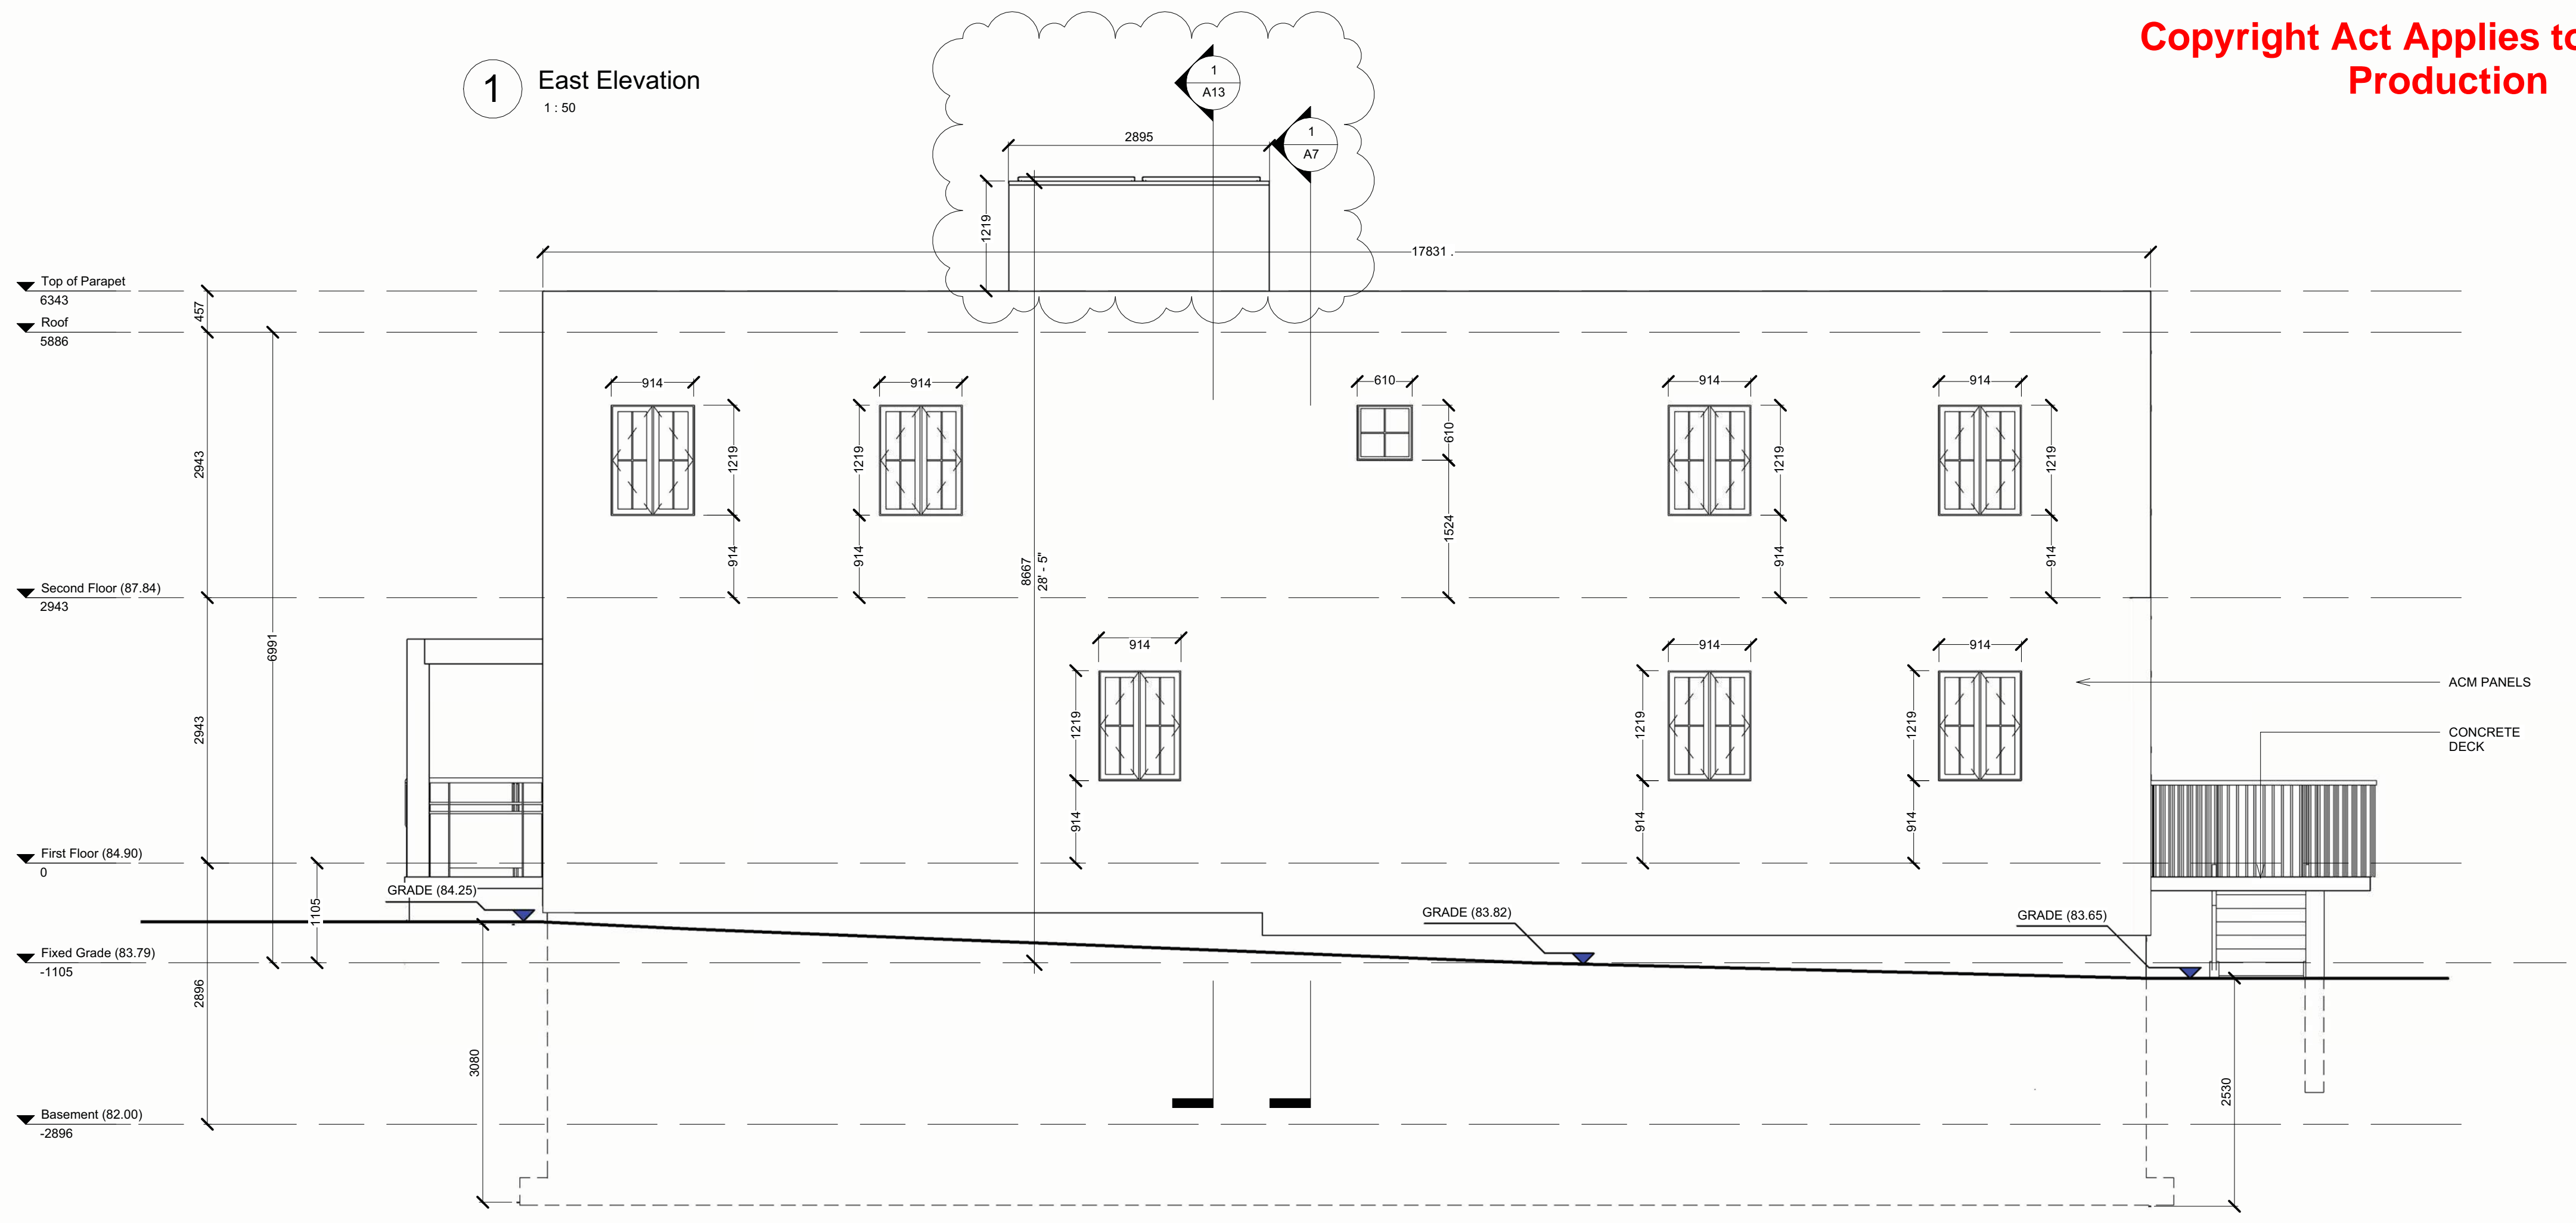 Copyright Act Applies to
Production
1
East Elevation
1 : 50
1
A13
1
A7
2895
1219
17831 .
Top of Parapet
6343
457
Roof
5886
914
914
610
914
914
1219
1219
610
1219
1219
2943
914
914
1524
914
914
8667
28' - 5"
Second Floor (87.84)
2943
6991
914
914
914
1219
1219
1219
ACM PANELS
2943
CONCRETE
DECK
914
914
914
First Floor (84.90)
0
GRADE (84.25)
1105
GRADE (83.82)
GRADE (83.65)
Fixed Grade (83.79)
-1105
2896
3080
2530
Basement (82.00)
-2896